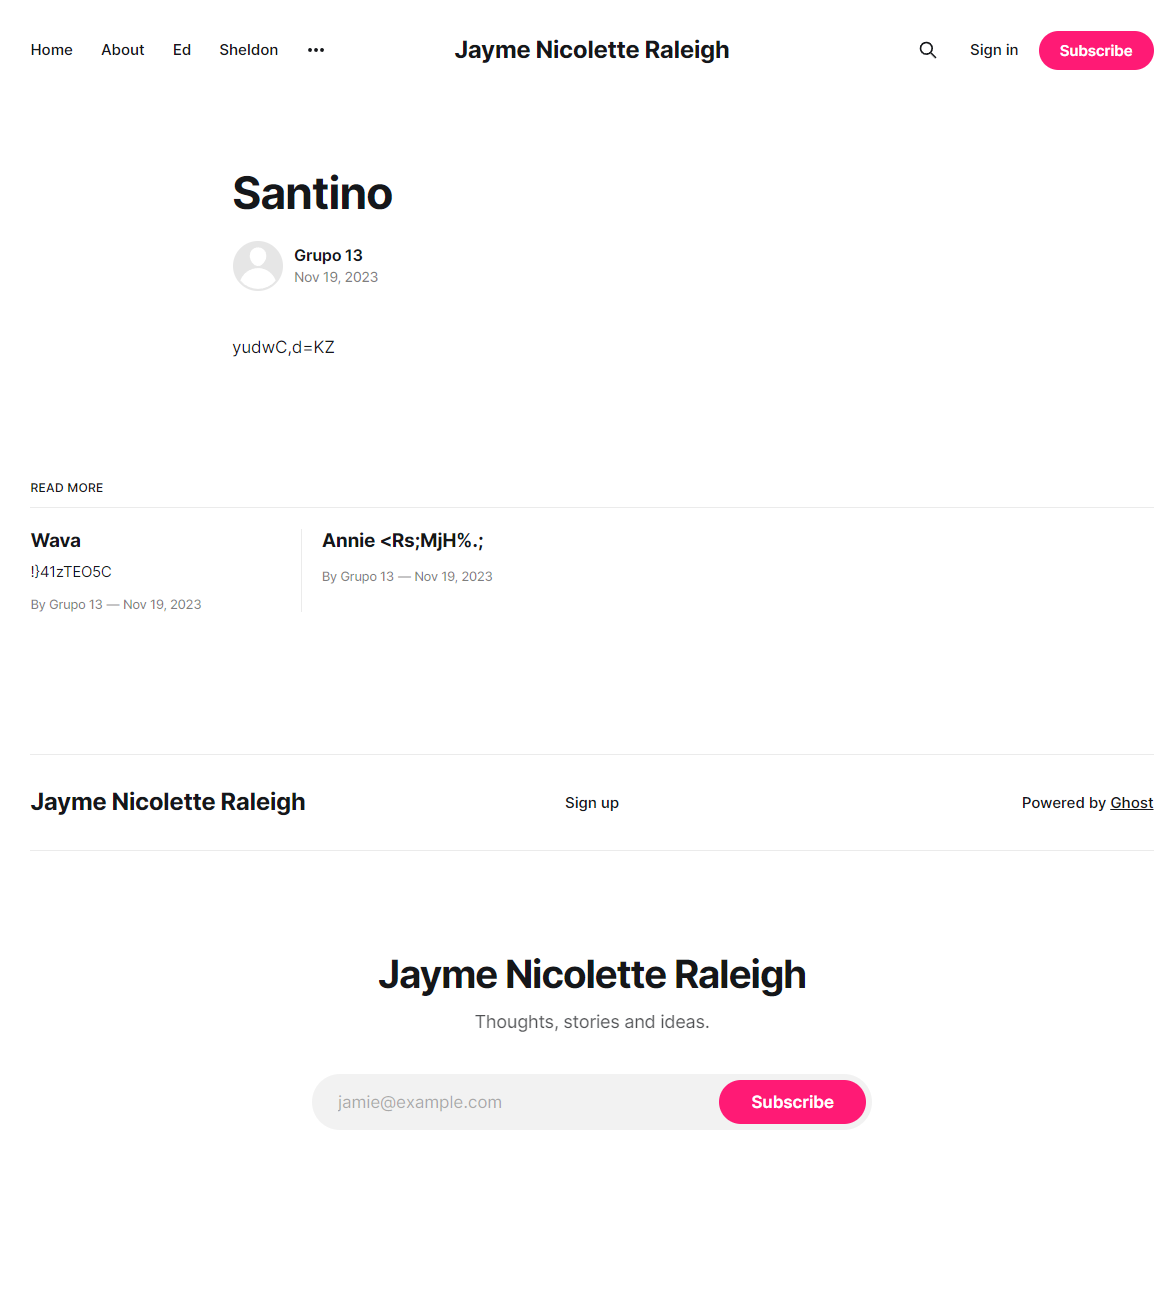 Home About Ed Sheldon ••• Jayme Nicolette Raleigh Sign in Subscribe
Santino
Grupo 13
Nov 19, 2023
yudwC,d=KZ
READ MORE
Wava
!}41zTEO5C
By Grupo 13 — Nov 19, 2023
Annie <Rs;MjH%.;
By Grupo 13 — Nov 19, 2023
Jayme Nicolette Raleigh Sign up Powered by Ghost
Jayme Nicolette Raleigh
Thoughts, stories and ideas.
jamie@example.com Subscribe